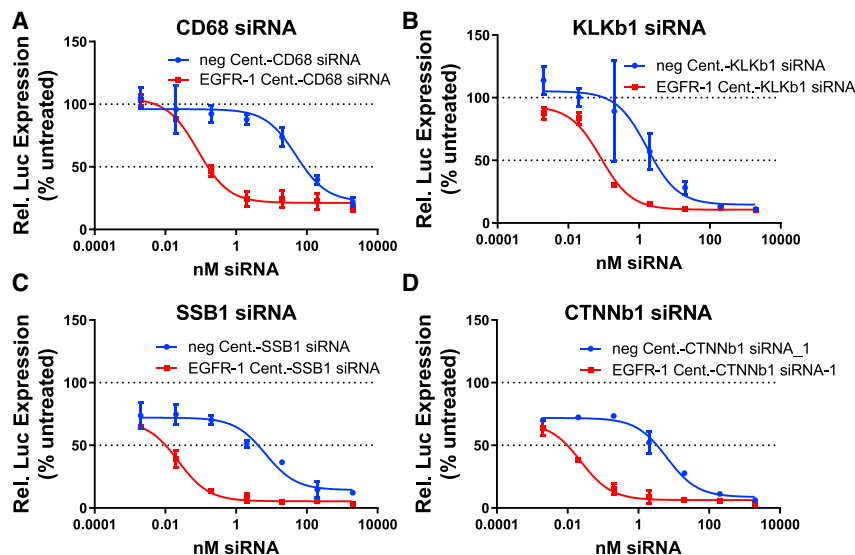 A
CD68 siRNA
neg Cent.-CD68 siRNA
EGFR-1 Cent.-CD68 siRNA
Rel. Luc Expression
(% untreated)
150
100
50
0
0.0001
0.01
1
100
10000
nM siRNA
B
KLKb1 siRNA
neg Cent.-KLKb1 siRNA
EGFR-1 Cent.-KLKb1 siRNA
Rel. Luc Expression
(% untreated)
150
100
50
0
0.0001
0.01
1
100
10000
nM siRNA
C
SSB1 siRNA
neg Cent.-SSB1 siRNA
EGFR-1 Cent.-SSB1 siRNA
Rel. Luc Expression
(% untreated)
150
100
50
0
0.0001
0.01
1
100
10000
nM siRNA
D
CTNNb1 siRNA
neg Cent.-CTNNb1 siRNA_1
EGFR-1 Cent.-CTNNb1 siRNA-1
Rel. Luc Expression
(% untreated)
150
100
50
0
0.0001
0.01
1
100
10000
nM siRNA